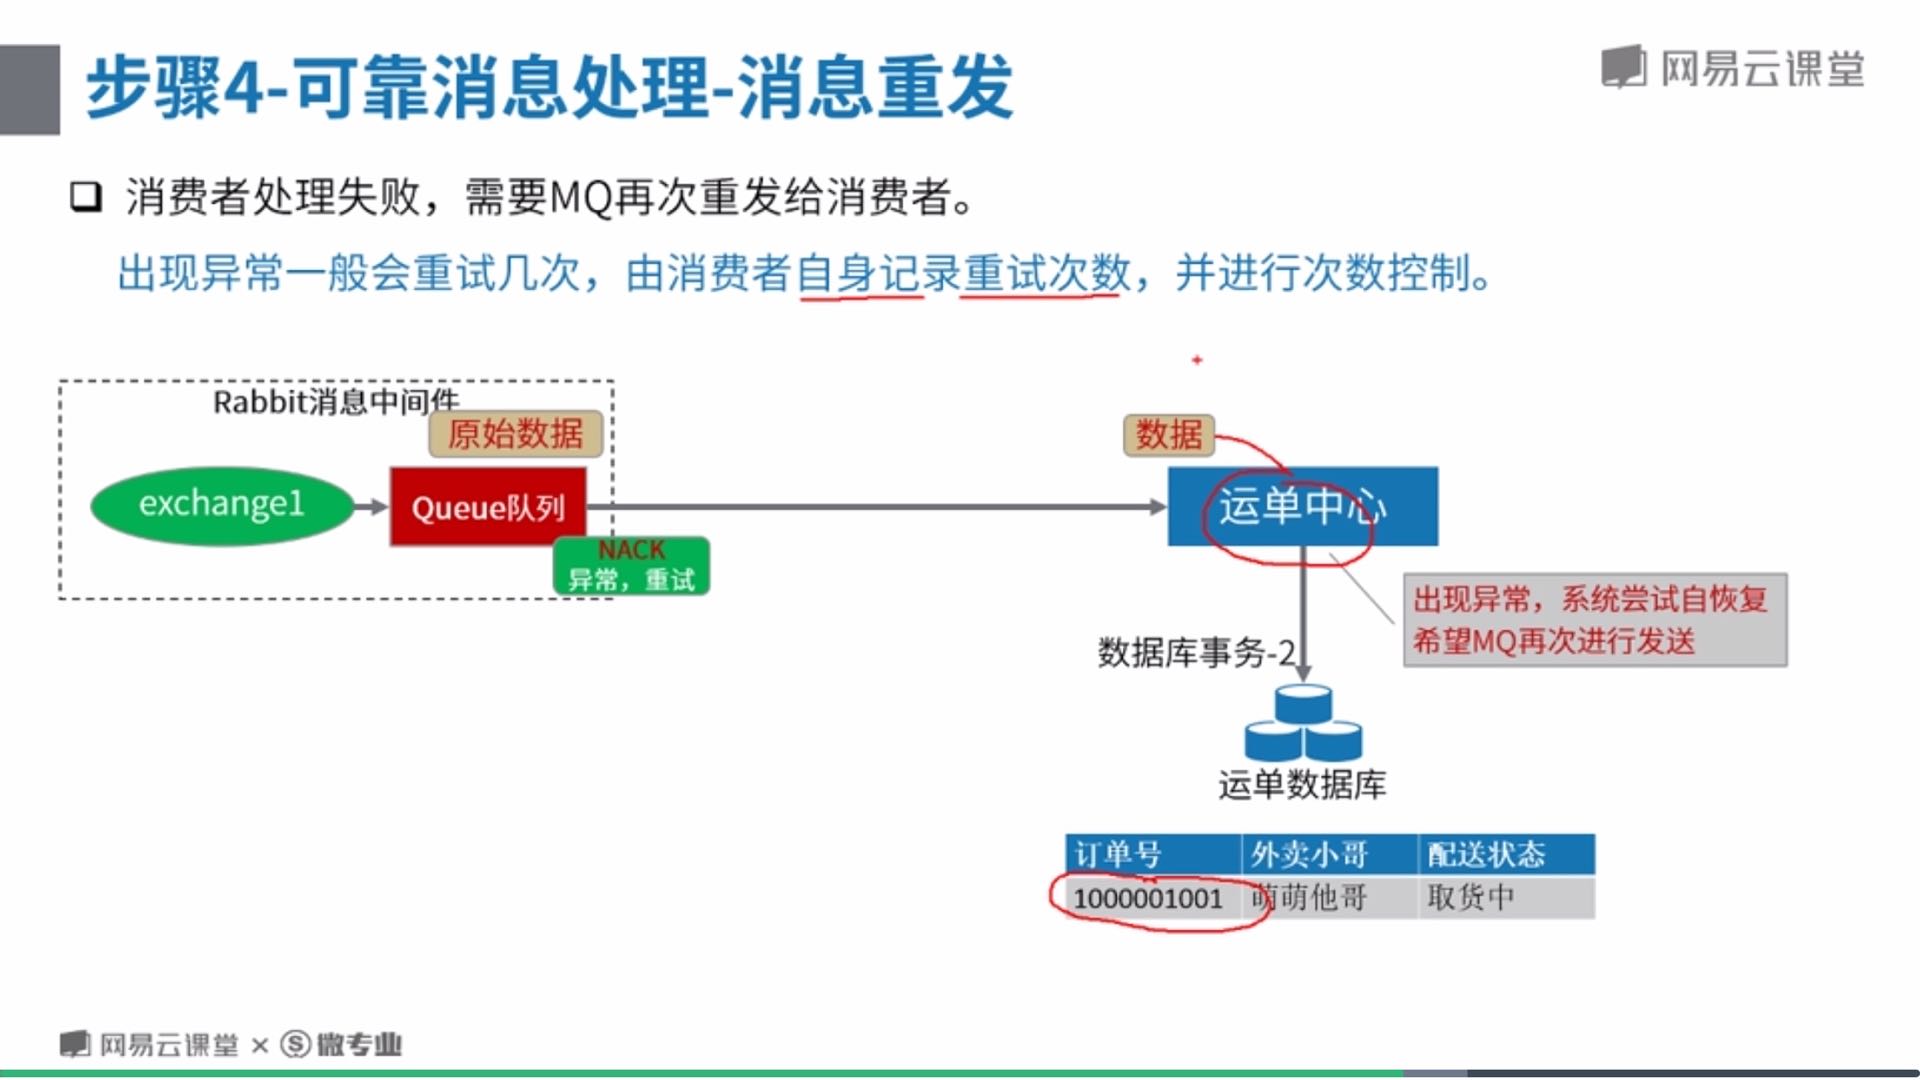 步骤4-可靠消息处理-消息重发
网易云课堂
消费者处理失败，需要MQ再次重发给消费者。
出现异常一般会重试几次，由消费者自身记录重试次数，并进行次数控制。
Rabbit消息中间件
原始数据
数据
exchange1
Queue队列
运单中心
NACK
异常，重试
出现异常，系统尝试自恢复
希望MQ再次进行发送
数据库事务-2
运单数据库
订单号 外卖小哥 配送状态
1000001001 萌萌他哥 取货中
网易云课堂 × 微专业